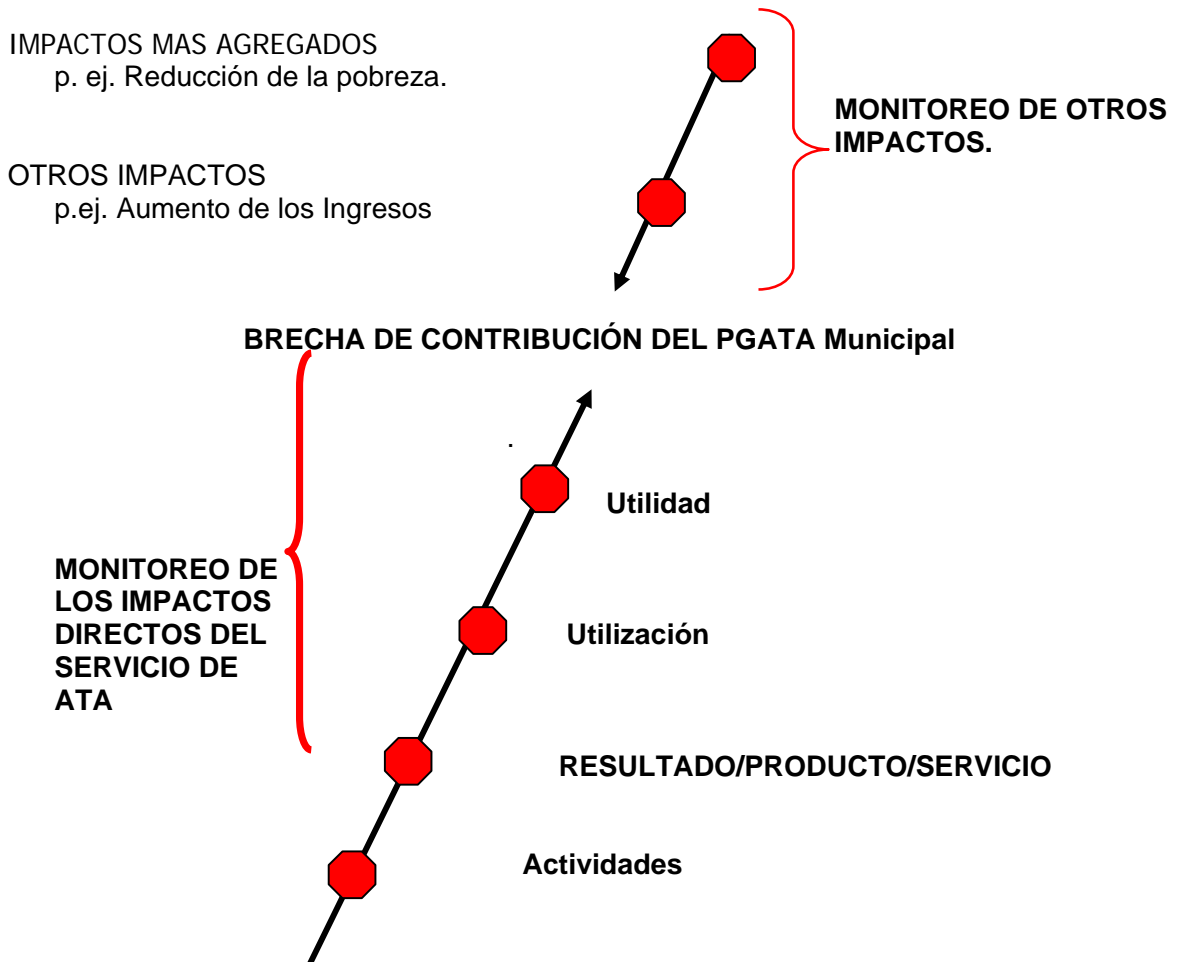 IMPACTOS MAS AGREGADOS
p. ej. Reducción de la pobreza.
MONITOREO DE OTROS
IMPACTOS.
OTROS IMPACTOS
p.ej. Aumento de los Ingresos
BRECHA DE CONTRIBUCIÓN DEL PGATA Municipal
.
Utilidad
MONITOREO DE
LOS IMPACTOS
DIRECTOS DEL
SERVICIO DE
ATA
Utilización
RESULTADO/PRODUCTO/SERVICIO
Actividades